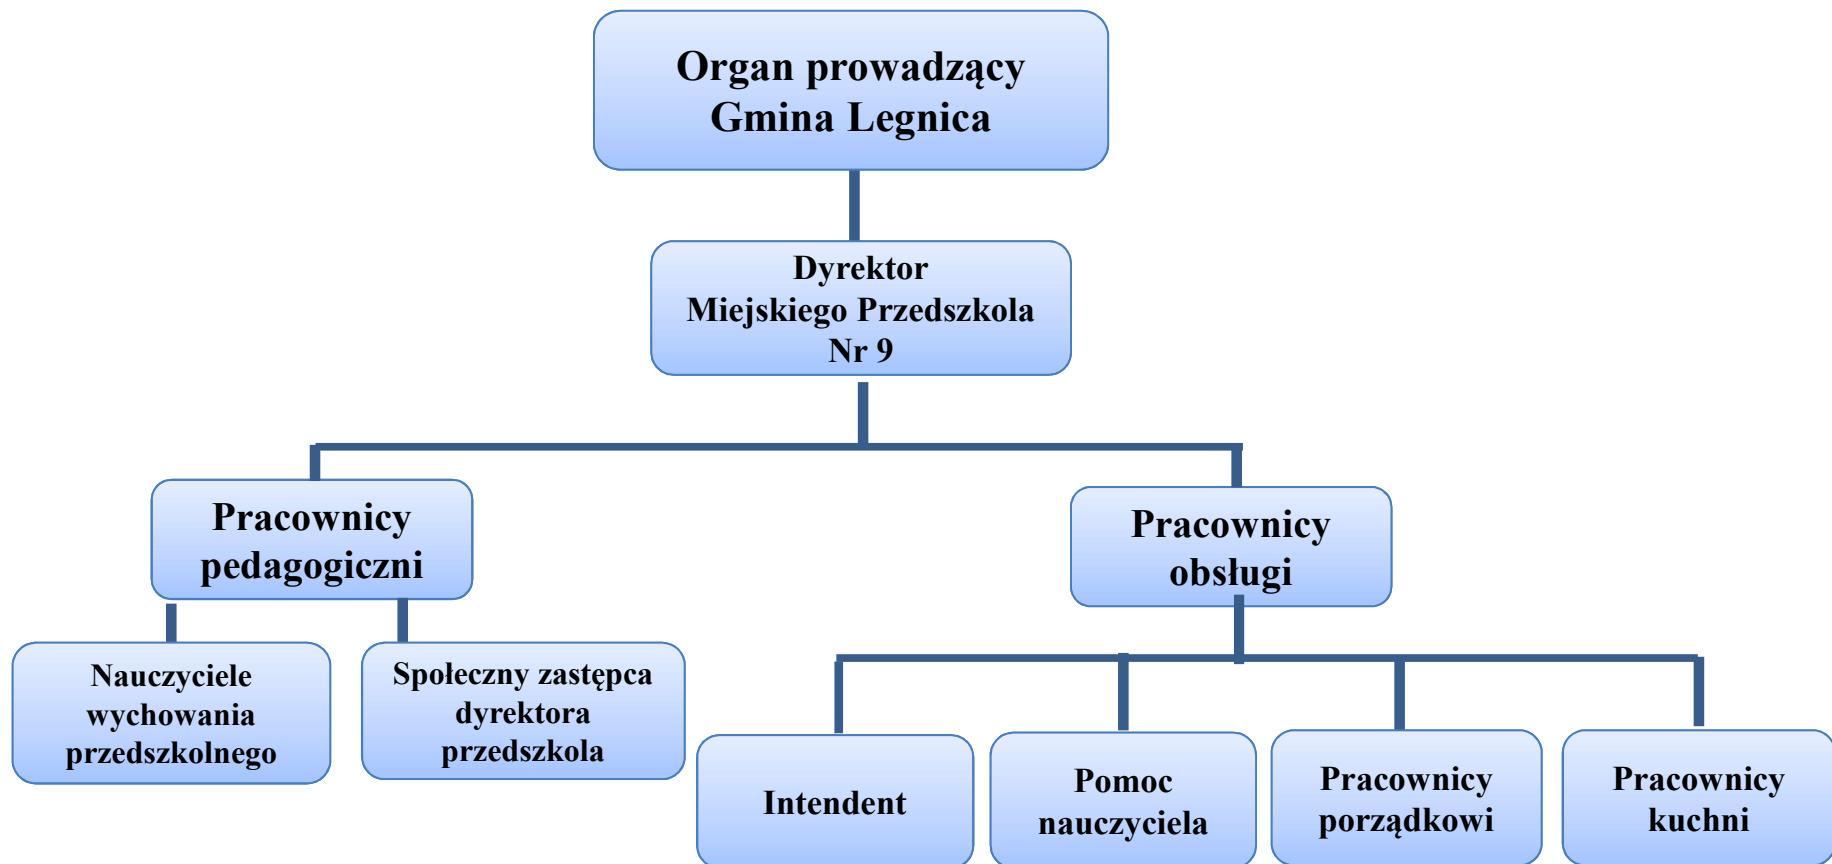 Organ prowadzący
Gmina Legnica
Dyrektor
Miejskiego Przedszkola
Nr 9
Pracownicy
pedagogiczni
Pracownicy
obsługi
Nauczyciele
wychowania
przedszkolnego
Społeczny zastępca
dyrektora
przedszkola
Intendent
Pomoc
nauczyciela
Pracownicy
porządkowi
Pracownicy
kuchni